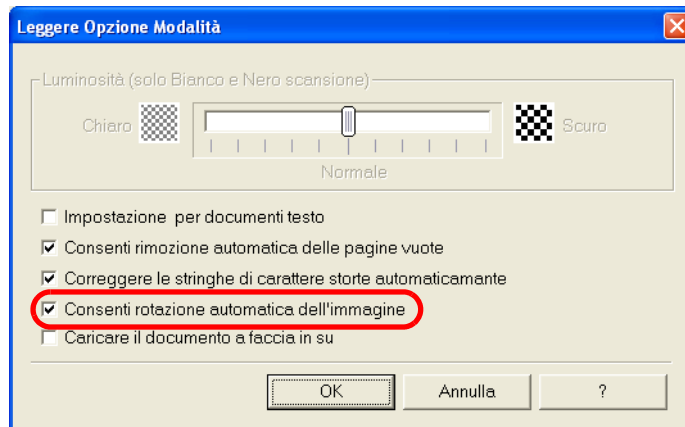 Leggere Opzione Modalità
Luminosità (solo Bianco e Nero scansione)
Chiaro
Scuro
Normale
Impostazione per documenti testo
Consenti rimozione automatica delle pagine vuote
Correggere le stringhe di carattere storte automaticamante
Consenti rotazione automatica dell'immagine
Caricare il documento a faccia in su
OK
Annulla
?